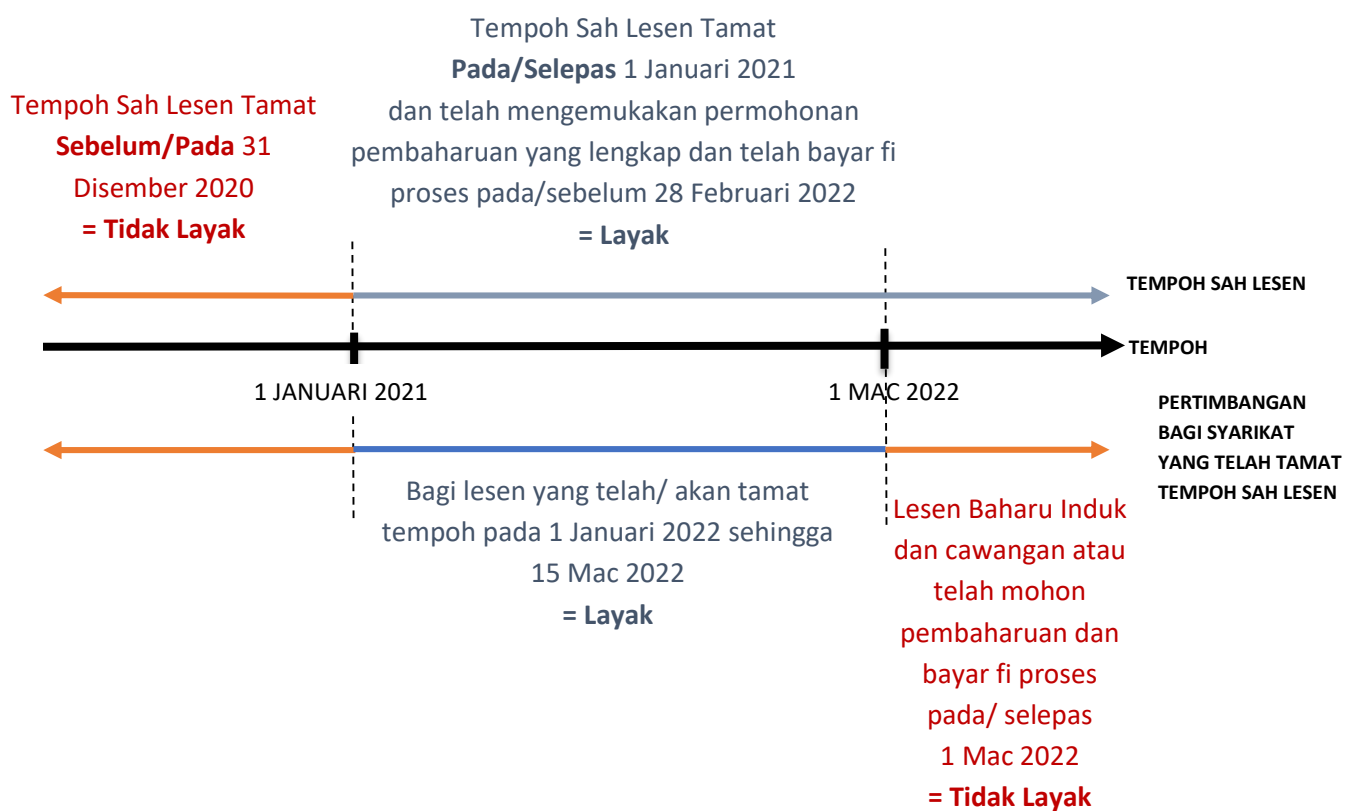 Tempoh Sah Lesen Tamat
Sebelum/Pada 31
Disember 2020
= Tidak Layak
Tempoh Sah Lesen Tamat
Pada/Selepas 1 Januari 2021
dan telah mengemukakan permohonan
pembaharuan yang lengkap dan telah bayar fi
proses pada/sebelum 28 Februari 2022
= Layak
TEMPOH SAH LESEN
TEMPOH
1 JANUARI 2021
1 MAC 2022
PERTIMBANGAN
BAGI SYARIKAT
YANG TELAH TAMAT
TEMPOH SAH LESEN
Bagi lesen yang telah/ akan tamat
tempoh pada 1 Januari 2022 sehingga
15 Mac 2022
= Layak
Lesen Baharu Induk
dan cawangan atau
telah mohon
pembaharuan dan
bayar fi proses
pada/ selepas
1 Mac 2022
= Tidak Layak